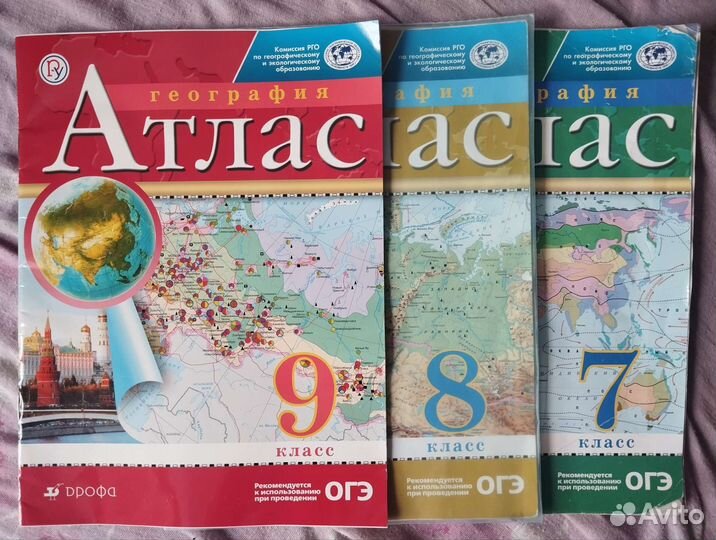 Комиссия РГО
по географическому
и экологическому
образованию
география
Атлас
9
класс
ДРОФА
Рекомендуется
к использованию
при проведении
ОГЭ
Комиссия РГО
по географическому
и экологическому
образованию
афия
лас
8
класс
Рекомендуется
к использованию
при проведении
ОГЭ
Комиссия РГО
по географическому
и экологическому
образованию
рафия
лас
7
класс
Рекомендуется
к использованию
при проведении
ОГЭ
Avito